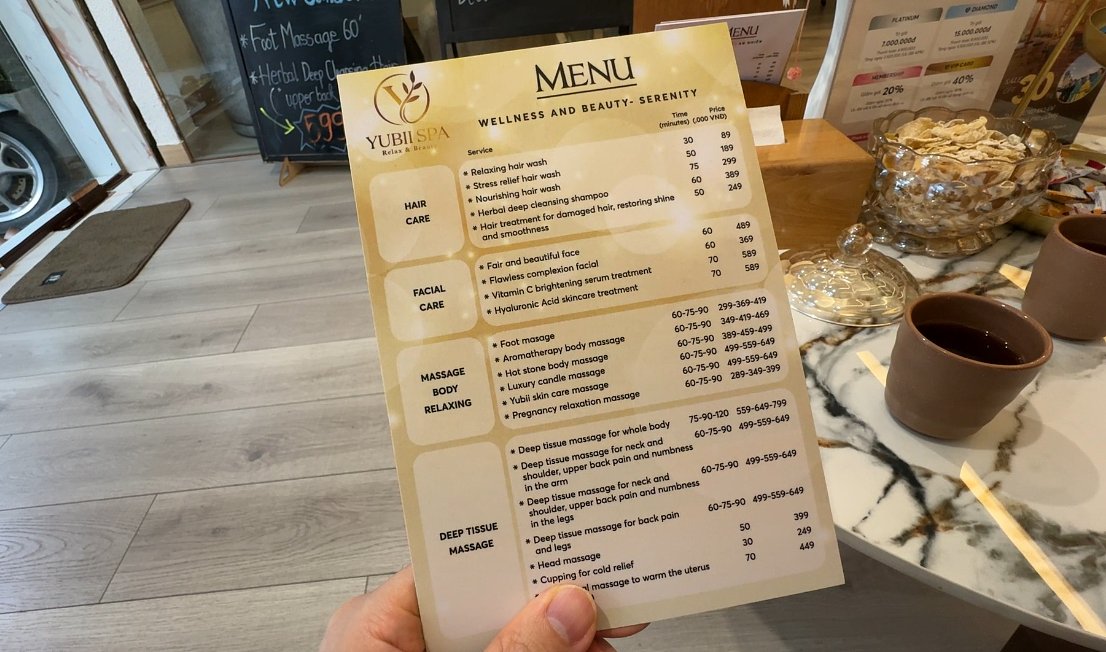 * Foot Massage 60'
* Herbal Deep Cleansing
(upper back
599
MENU
PLATINUM
7.000.000đ
DIAMOND
15.000.000đ
MEMBERSHIP
20%
VIP CARD
40%
YUBII SPA
Relax & Beauty
MENU
WELLNESS AND BEAUTY- SERENITY
Service Time (minutes) Price (,000 VND)
HAIR CARE
* Relaxing hair wash 30 89
* Stress relief hair wash 50 189
* Nourishing hair wash 75 299
* Herbal deep cleansing shampoo 60 389
* Hair treatment for damaged hair, restoring shine 50 249
and smoothness
FACIAL CARE
* Fair and beautiful face 60 489
* Flawless complexion facial 60 369
* Vitamin C brightening serum treatment 70 589
* Hyaluronic Acid skincare treatment 70 589
MASSAGE BODY RELAXING
* Foot masage 60-75-90 299-369-419
* Aromatherapy body massage 60-75-90 349-419-469
* Hot stone body massage 60-75-90 389-459-499
* Luxury candle massage 60-75-90 499-559-649
* Yubii skin care massage 60-75-90 499-559-649
* Pregnancy relaxation massage 60-75-90 289-349-399
DEEP TISSUE MASSAGE
* Deep tissue massage for whole body 75-90-120 559-649-799
* Deep tissue massage for neck and 60-75-90 499-559-649
shoulder, upper back pain and numbness
in the arm
* Deep tissue massage for neck and 60-75-90 499-559-649
shoulder, upper back pain and numbness
in the legs
* Deep tissue massage for back pain 60-75-90 499-559-649
and legs
* Head massage 50 399
* Cupping for cold relief 30 249
massage to warm the uterus 70 449